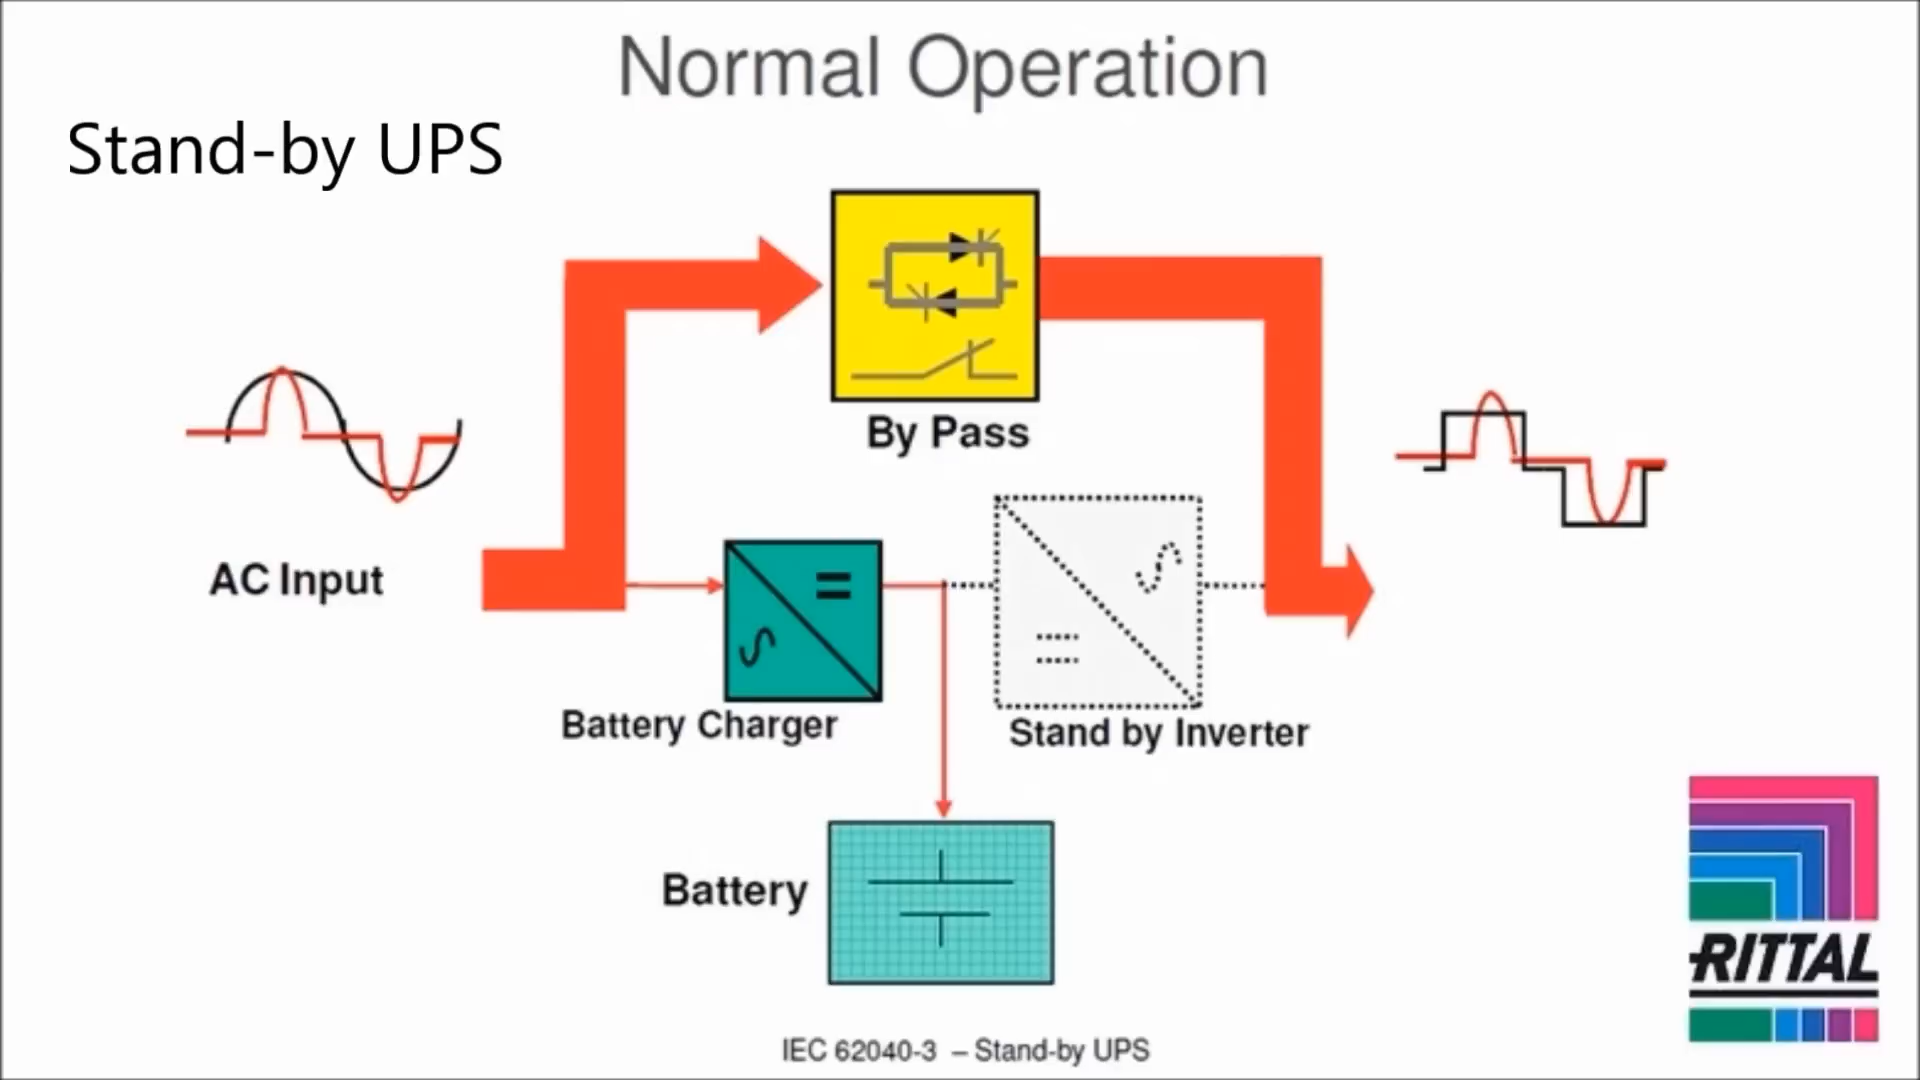 Normal Operation
Stand-by UPS
By Pass
AC Input
Battery Charger
Stand by Inverter
Battery
RITTAL
IEC 62040-3 – Stand-by UPS